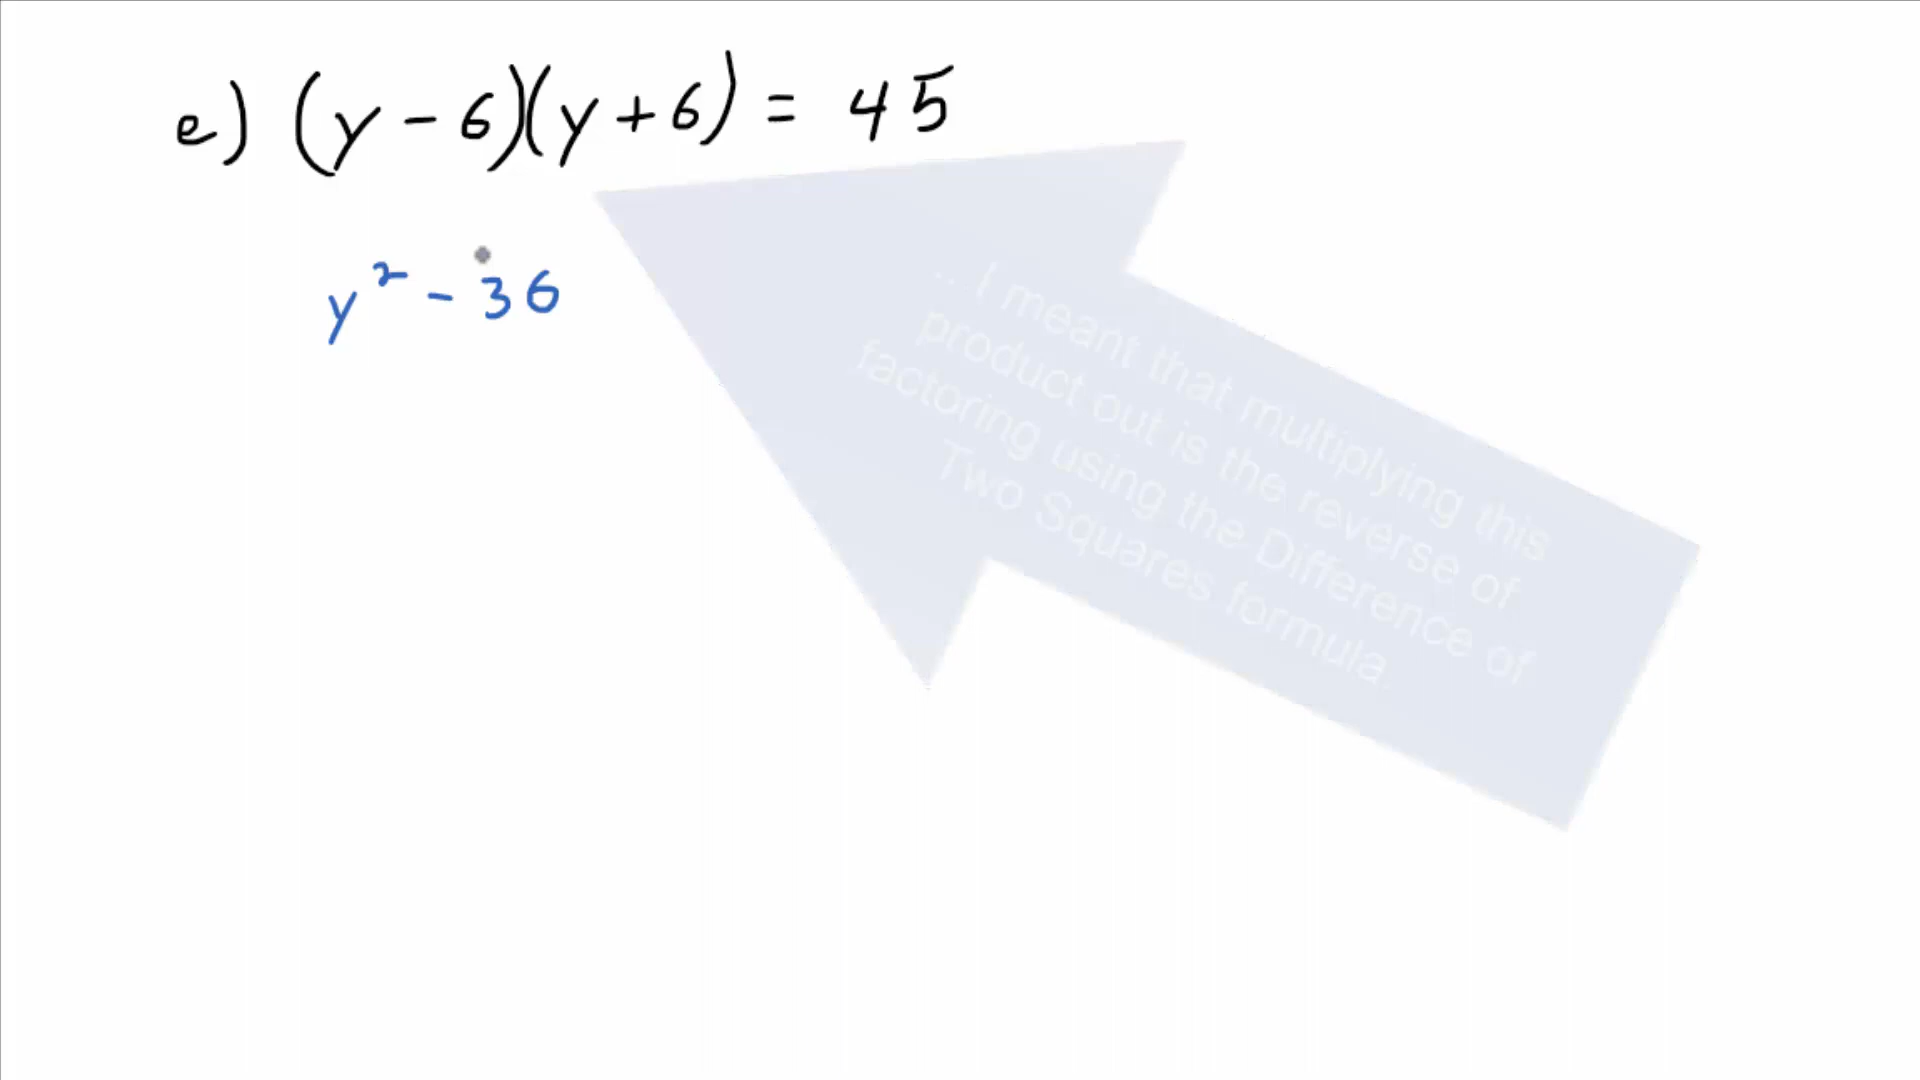 e) (y - 6)(y + 6) = 45
y² - 36
.. I meant that multiplying this
product out is the reverse of
factoring using the Difference of
Two Squares formula